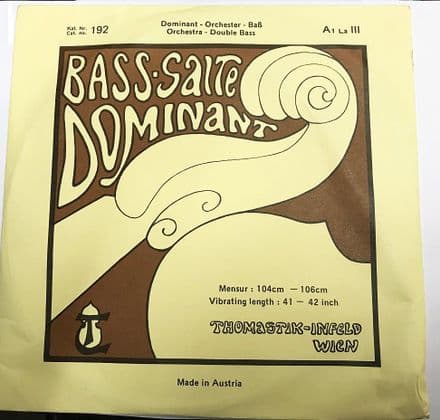 Kat. Nr. 192
Cat. no.
Dominant - Orchester - Baß
Orchestra - Double Bass
A1 La III
BASS·SAITE
DOMINANT
Mensur : 104cm — 106cm
Vibrating length : 41 — 42 inch
THOMASTIK-INFELD
WIEN
Made in Austria